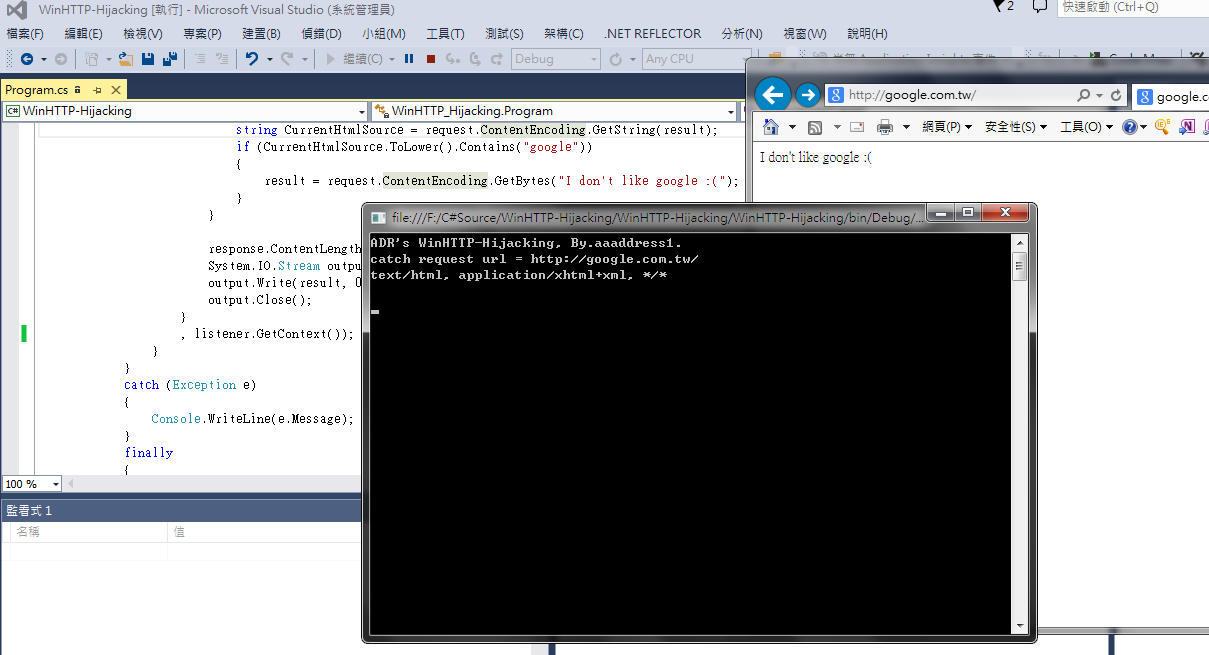 WinHTTP-Hijacking [執行] - Microsoft Visual Studio (系統管理員)
2
快速啟動 (Ctrl+Q)
檔案(F) 編輯(E) 檢視(V) 專案(P) 建置(B) 偵錯(D) 小組(M) 工具(T) 測試(S) 架構(C) .NET REFLECTOR 分析(N) 視窗(W) 說明(H)
繼續(C) Debug Any CPU
Program.cs
WinHTTP-Hijacking
WinHTTP_Hijacking.Program
string CurrentHtmlSource = request.ContentEncoding.GetString(result);
if (CurrentHtmlSource.ToLower().Contains("google"))
{
result = request.ContentEncoding.GetBytes("I don't like google :(");
}
}
response.ContentLength
System.IO.Stream outpu
output.Write(result, 0
output.Close();
}
, listener.GetContext());
}
}
catch (Exception e)
{
Console.WriteLine(e.Message);
}
finally
{
100 %
監看式 1
名稱 值
http://google.com.tw/
google.c
網頁(P) 安全性(S) 工具(O)
I don't like google :(
file:///F:/C#Source/WinHTTP-Hijacking/WinHTTP-Hijacking/WinHTTP-Hijacking/bin/Debug/...
ADR's WinHTTP-Hijacking, By.aaaddress1.
catch request url = http://google.com.tw/
text/html, application/xhtml+xml, */*